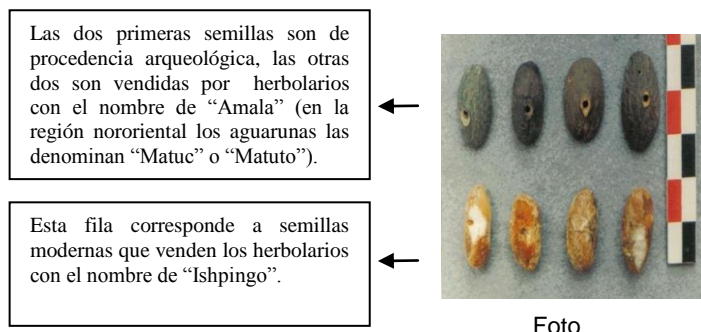 Las dos primeras semillas son de
procedencia arqueológica, las otras
dos son vendidas por herbolarios
con el nombre de “Amala” (en la
región nororiental los aguarunas las
denominan “Matuc” o “Matuto”).
Esta fila corresponde a semillas
modernas que venden los herbolarios
con el nombre de “Ishpingo”.
Foto